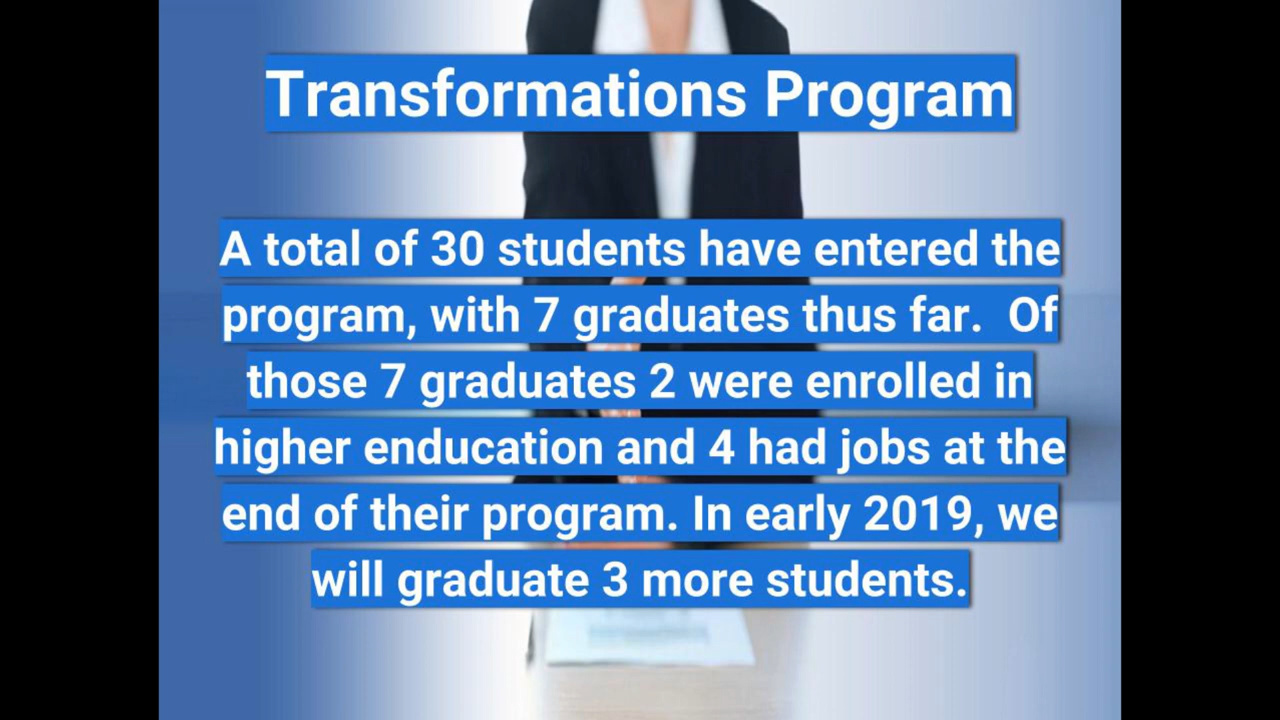 Transformations Program
A total of 30 students have entered the
program, with 7 graduates thus far.  Of
those 7 graduates 2 were enrolled in
higher enducation and 4 had jobs at the
end of their program. In early 2019, we
will graduate 3 more students.